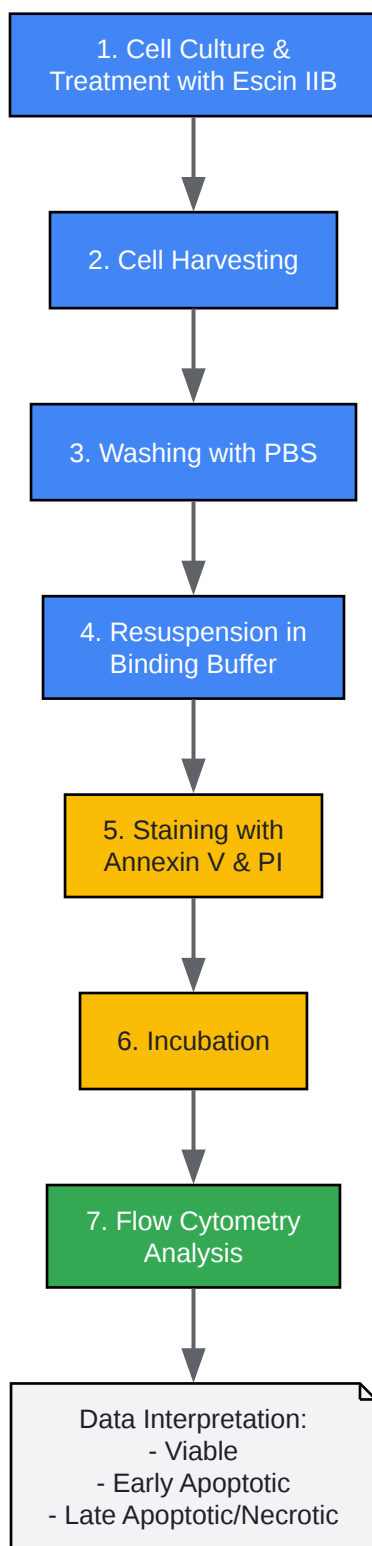 1. Cell Culture &
Treatment with Escin IIB
2. Cell Harvesting
3. Washing with PBS
4. Resuspension in
Binding Buffer
5. Staining with
Annexin V & PI
6. Incubation
7. Flow Cytometry
Analysis
Data Interpretation:
- Viable
- Early Apoptotic
- Late Apoptotic/Necrotic